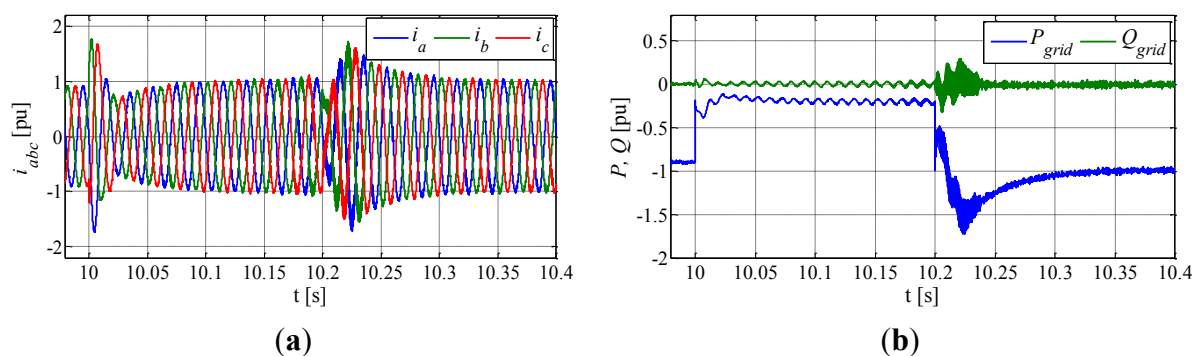 2
1
0
-1
-2
i_abc [pu]
i_a i_b i_c
10 10.05 10.1 10.15 10.2 10.25 10.3 10.35 10.4
t [s]
(a)
0.5
0
-0.5
-1
-1.5
-2
P, Q [pu]
P_grid Q_grid
10 10.05 10.1 10.15 10.2 10.25 10.3 10.35 10.4
t [s]
(b)